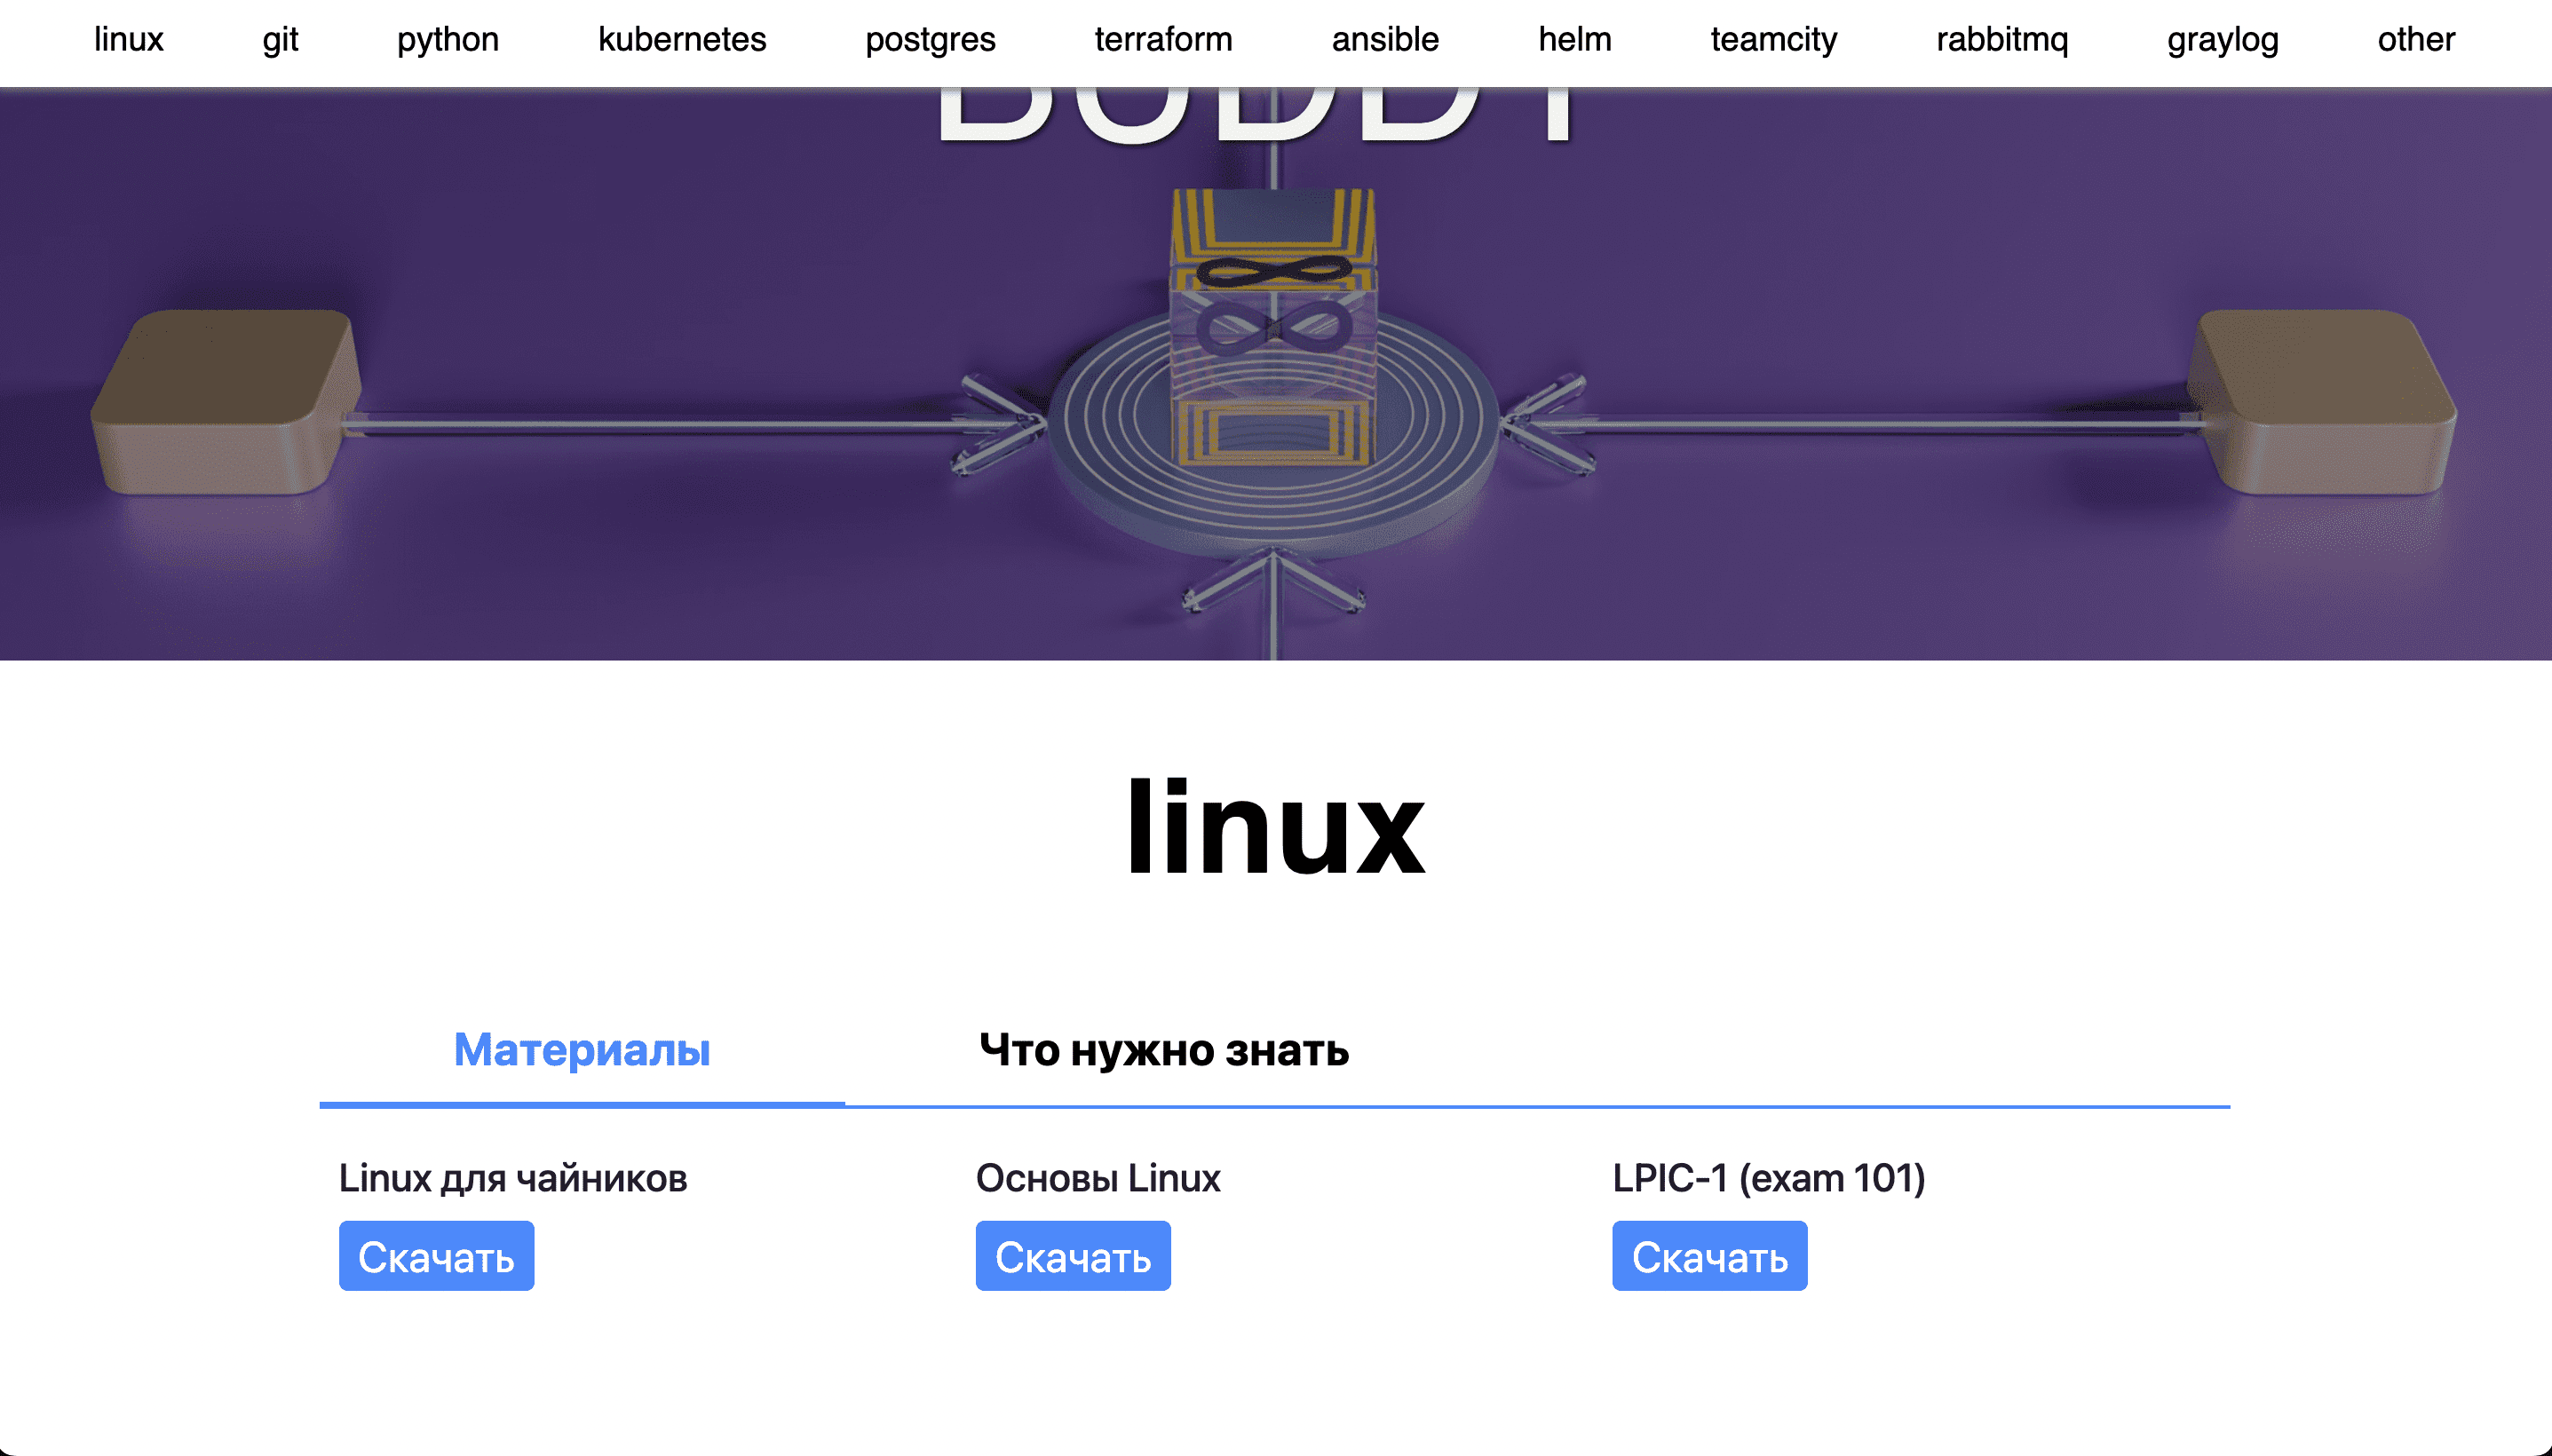 linux git python kubernetes postgres terraform ansible helm teamcity rabbitmq graylog other
BUDDY
linux
Материалы Что нужно знать
Linux для чайников Основы Linux LPIC-1 (exam 101)
Скачать Скачать Скачать